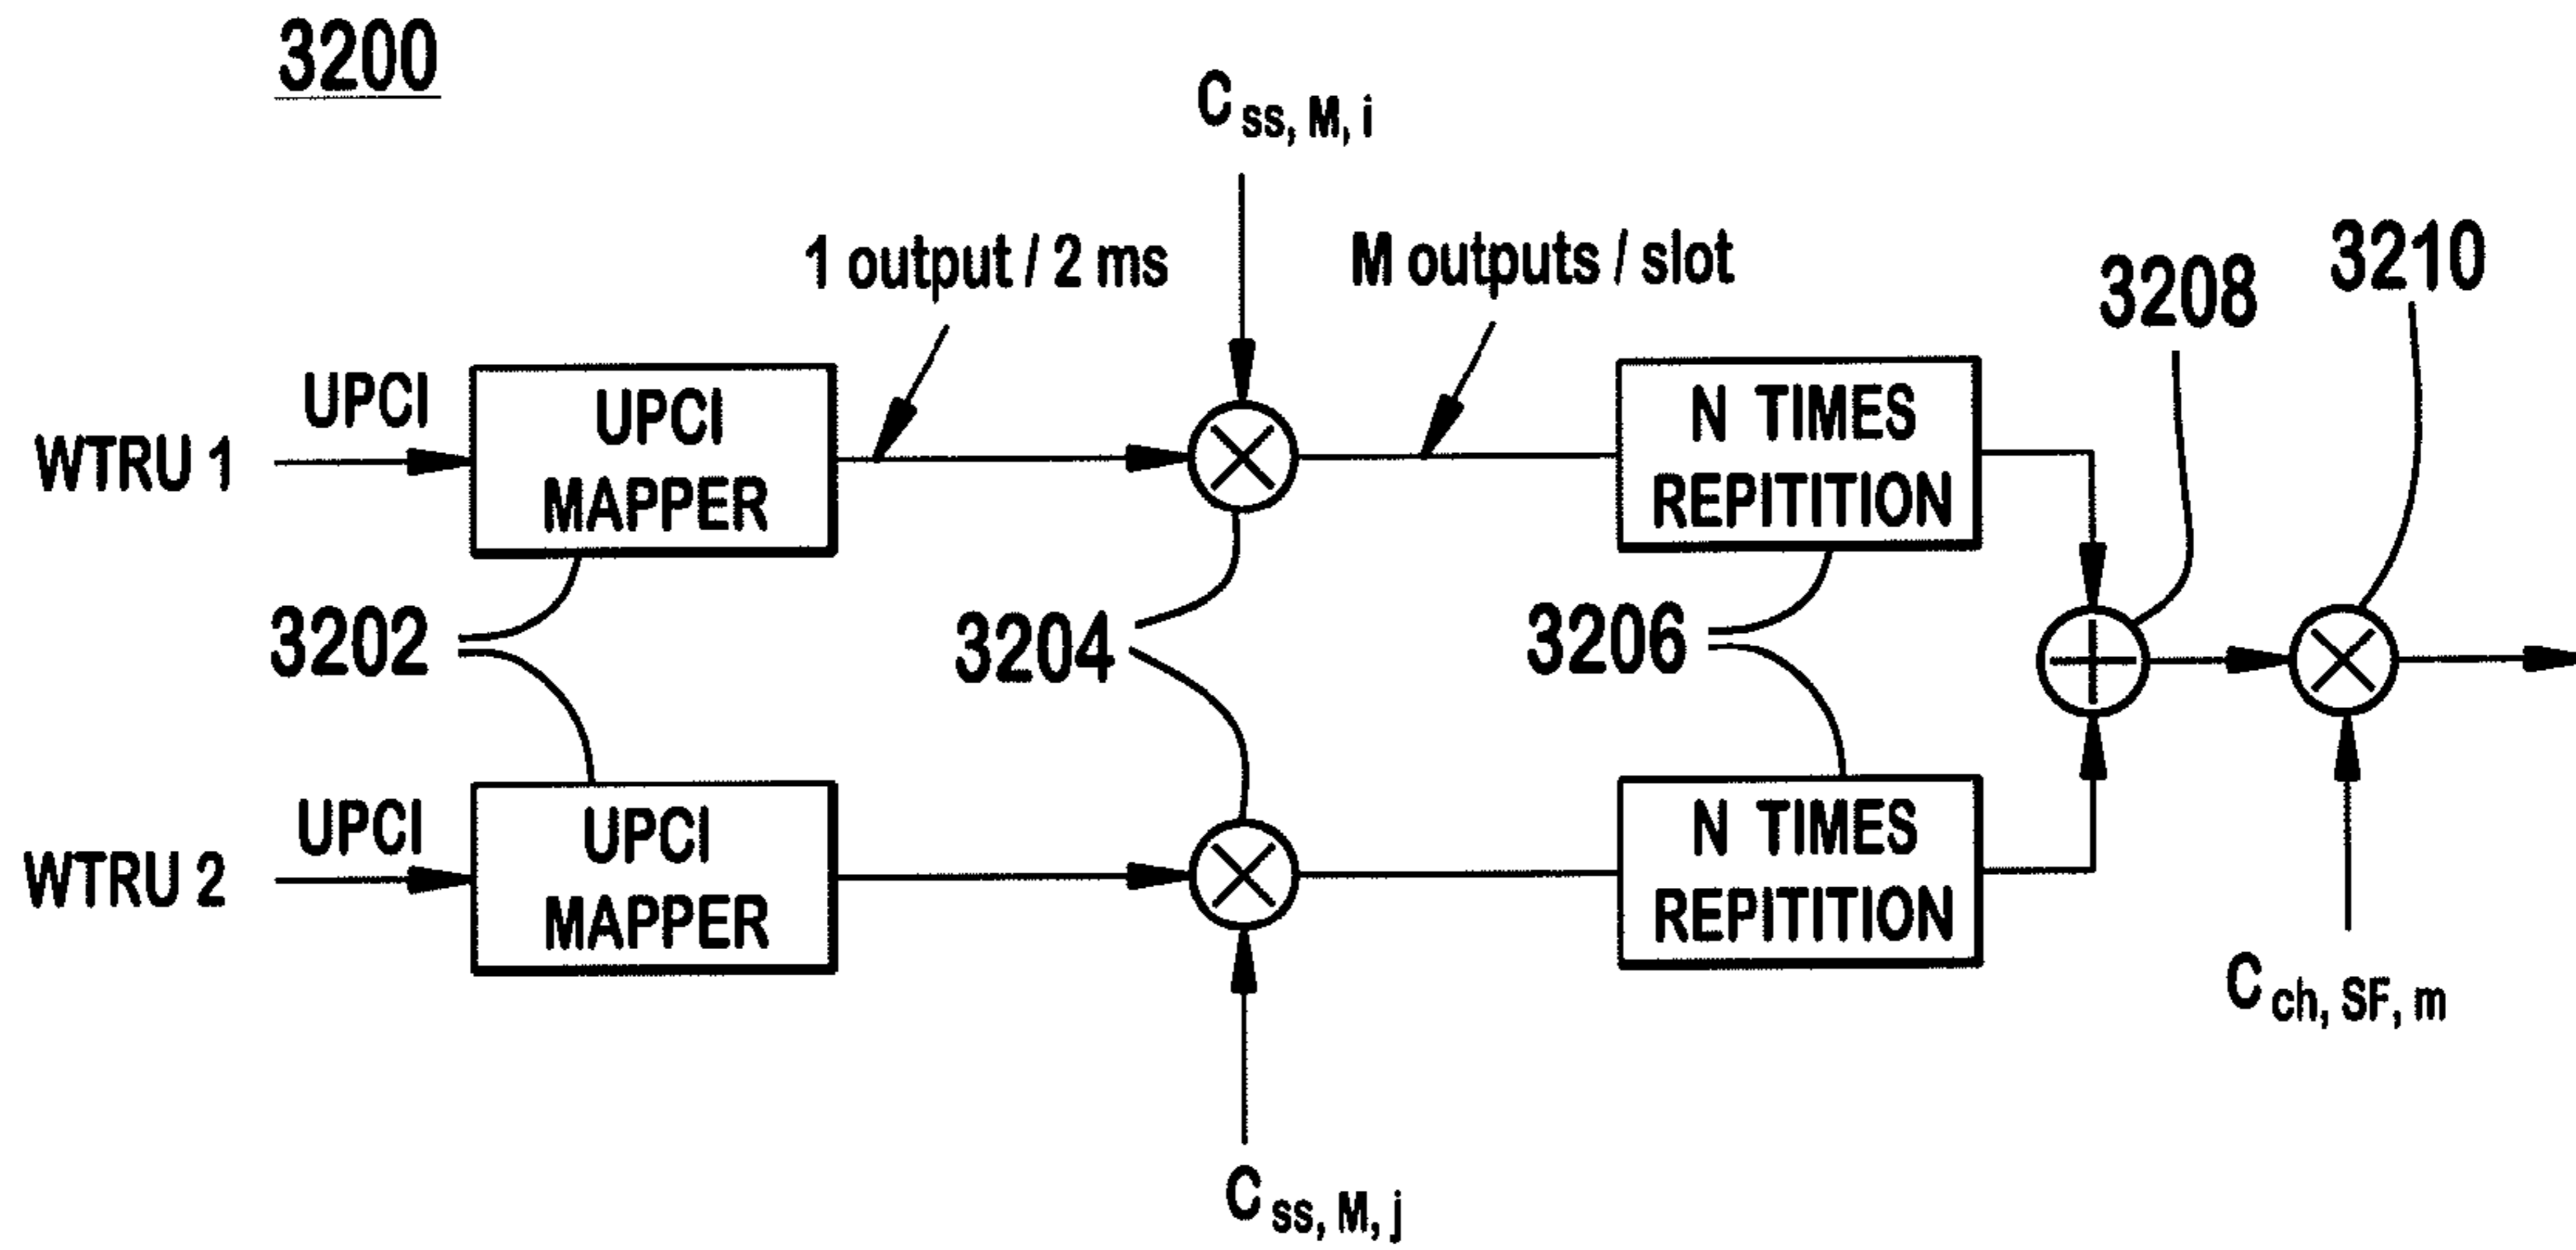 3200
C ss, M, i
1 output / 2 ms
M outputs / slot
3208
3210
WTRU 1
UPCI
UPCI
MAPPER
N TIMES
REPITITION
3202
3204
3206
WTRU 2
UPCI
UPCI
MAPPER
N TIMES
REPITITION
C ch, SF, m
C ss, M, j